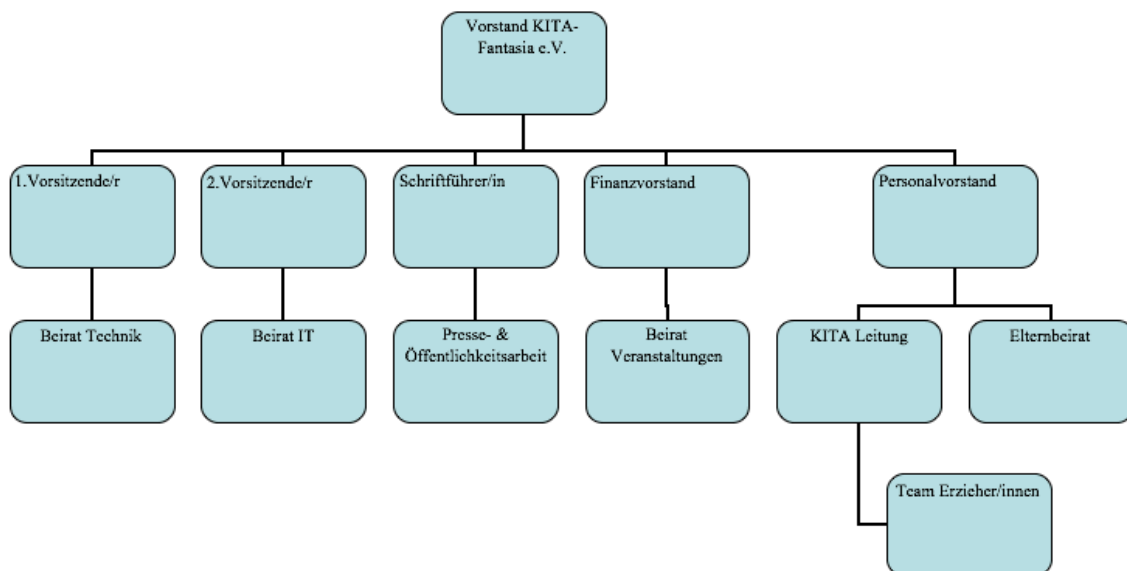 Vorstand KITA-
Fantasia e.V.
1.Vorsitzende/r
2.Vorsitzende/r
Schriftführer/in
Finanzvorstand
Personalvorstand
Beirat Technik
Beirat IT
Presse- &
Öffentlichkeitsarbeit
Beirat
Veranstaltungen
KITA Leitung
Elternbeirat
Team Erzieher/innen